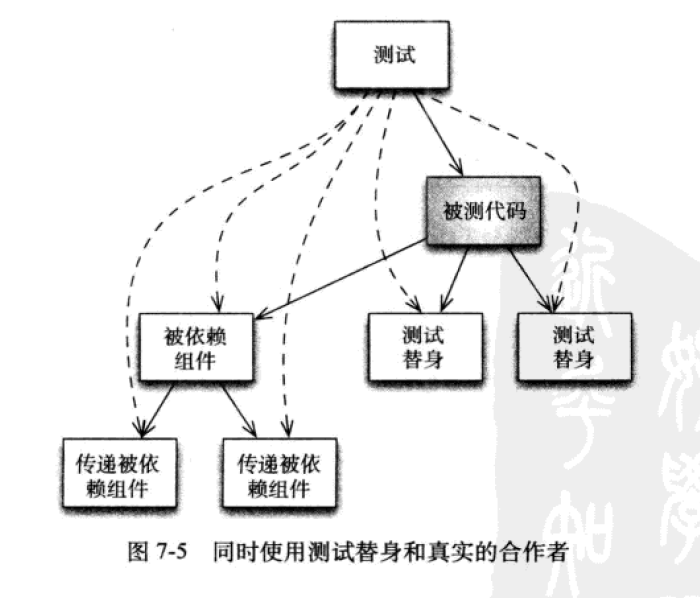 测试
被测代码
被依赖
组件
测试
替身
测试
替身
传递被依
赖组件
传递被依
赖组件
图 7-5 同时使用测试替身和真实的合作者